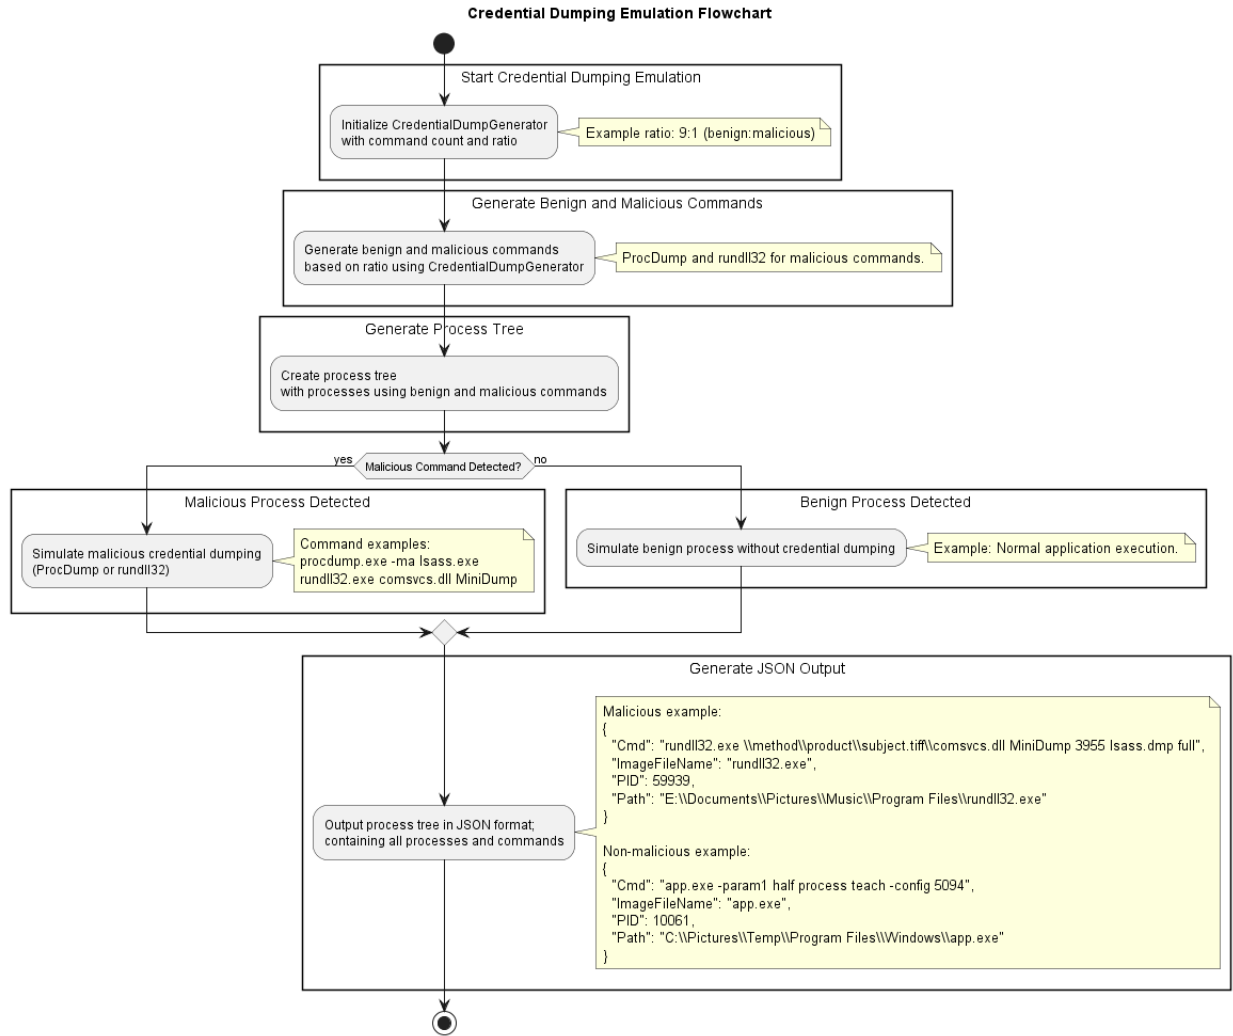 Credential Dumping Emulation Flowchart
Start Credential Dumping Emulation
Initialize CredentialDumpGenerator
with command count and ratio
Example ratio: 9:1 (benign:malicious)
Generate Benign and Malicious Commands
Generate benign and malicious commands
based on ratio using CredentialDumpGenerator
ProcDump and rundll32 for malicious commands.
Generate Process Tree
Create process tree
with processes using benign and malicious commands
yes
Malicious Command Detected?
no
Malicious Process Detected
Simulate malicious credential dumping
(ProcDump or rundll32)
Command examples:
procdump.exe -ma lsass.exe
rundll32.exe comsvcs.dll MiniDump
Benign Process Detected
Simulate benign process without credential dumping
Example: Normal application execution.
Generate JSON Output
Output process tree in JSON format;
containing all processes and commands
Malicious example:
{
"Cmd": "rundll32.exe \\method\\product\\subject.tiff\\comsvcs.dll MiniDump 3955 lsass.dmp full",
"ImageFileName": "rundll32.exe",
"PID": 59939,
"Path": "E:\\Documents\\Pictures\\Music\\Program Files\\rundll32.exe"
}
Non-malicious example:
{
"Cmd": "app.exe -param1 half process teach -config 5094",
"ImageFileName": "app.exe",
"PID": 10061,
"Path": "C:\\Pictures\\Temp\\Program Files\\Windows\\app.exe"
}